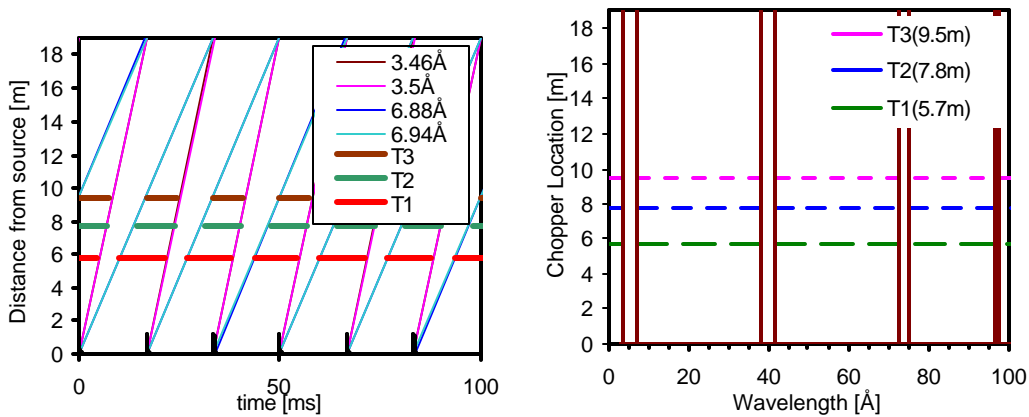 Distance from source [m]
18
16
14
12
10
8
6
4
2
0
3.46Å
3.5Å
6.88Å
6.94Å
T3
T2
T1
0
50
100
time [ms]
Chopper Location [m]
18
16
14
12
10
8
6
4
2
0
T3(9.5m)
T2(7.8m)
T1(5.7m)
0
20
40
60
80
100
Wavelength [Å]